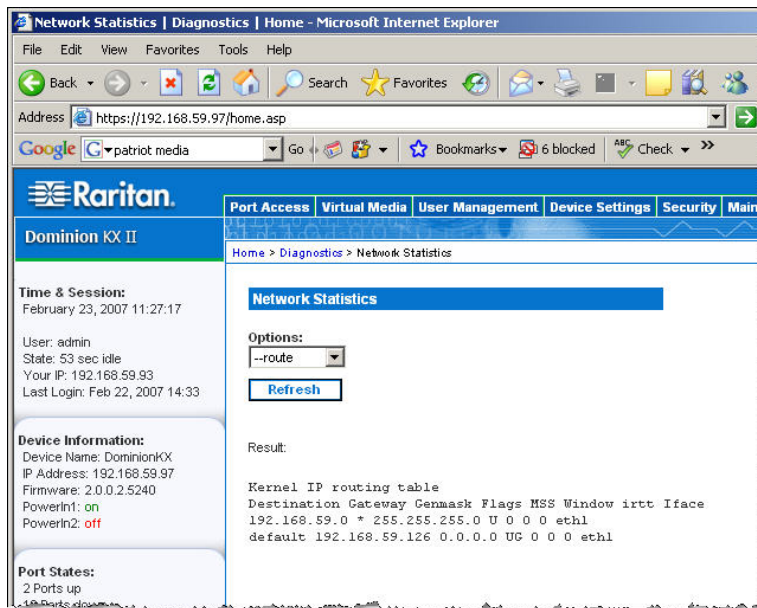 Network Statistics | Diagnostics | Home - Microsoft Internet Explorer
File Edit View Favorites Tools Help
Back Search Favorites
Address https://192.168.59.97/home.asp
Google G patriot media Go Bookmarks 6 blocked ABC Check »
Raritan.
Port Access Virtual Media User Management Device Settings Security Main
Dominion KX II
Home > Diagnostics > Network Statistics
Time & Session:
February 23, 2007 11:27:17
User: admin
State: 53 sec idle
Your IP: 192.168.59.93
Last Login: Feb 22, 2007 14:33
Device Information:
Device Name: DominionKX
IP Address: 192.168.59.97
Firmware: 2.0.0.2.5240
PowerIn1: on
PowerIn2: off
Port States:
2 Ports up
Network Statistics
Options:
--route
Refresh
Result:
Kernel IP routing table
Destination Gateway Genmask Flags MSS Window irtt Iface
192.168.59.0 * 255.255.255.0 U 0 0 0 eth1
default 192.168.59.126 0.0.0.0 UG 0 0 0 eth1